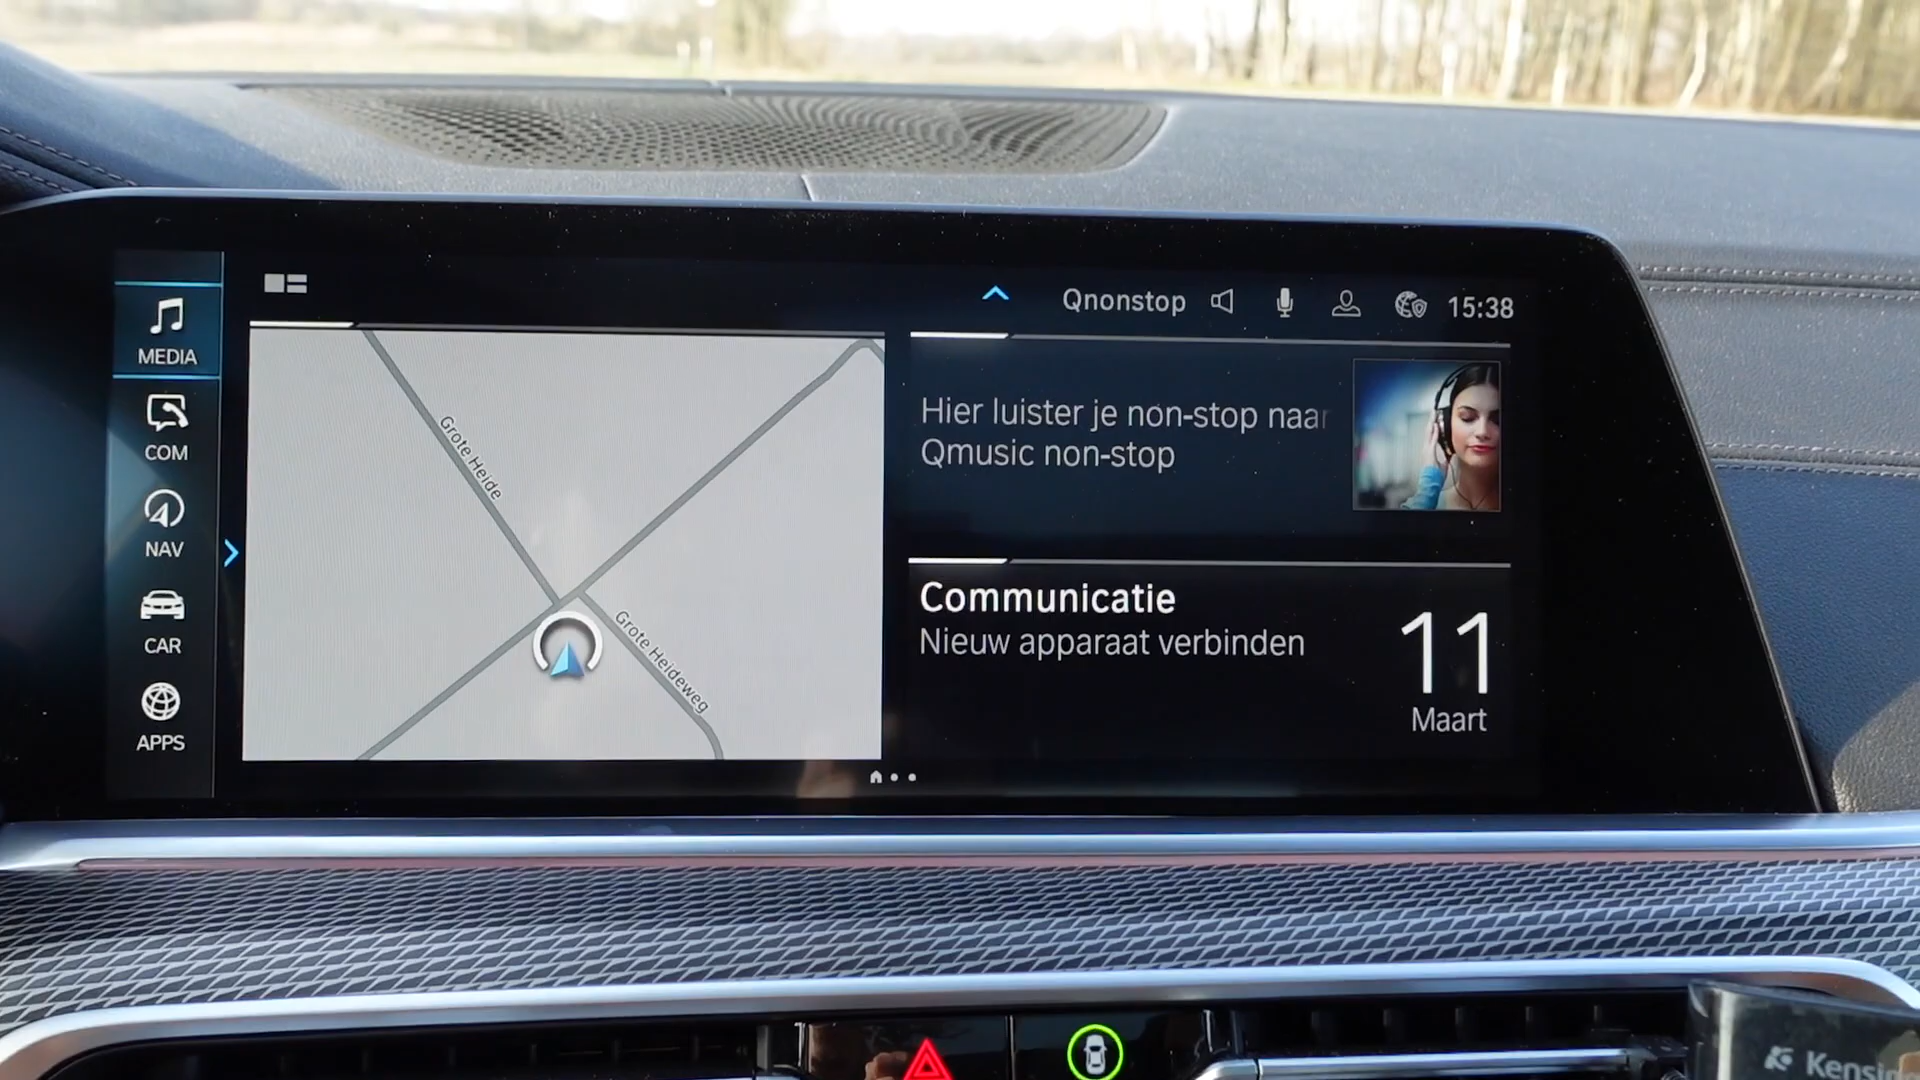 MEDIA
COM
NAV
CAR
APPS
Qnonstop
15:38
Grote Heide
Grote Heideweg
Hier luister je non-stop naar
Qmusic non-stop
Communicatie
Nieuw apparaat verbinden
11
Maart